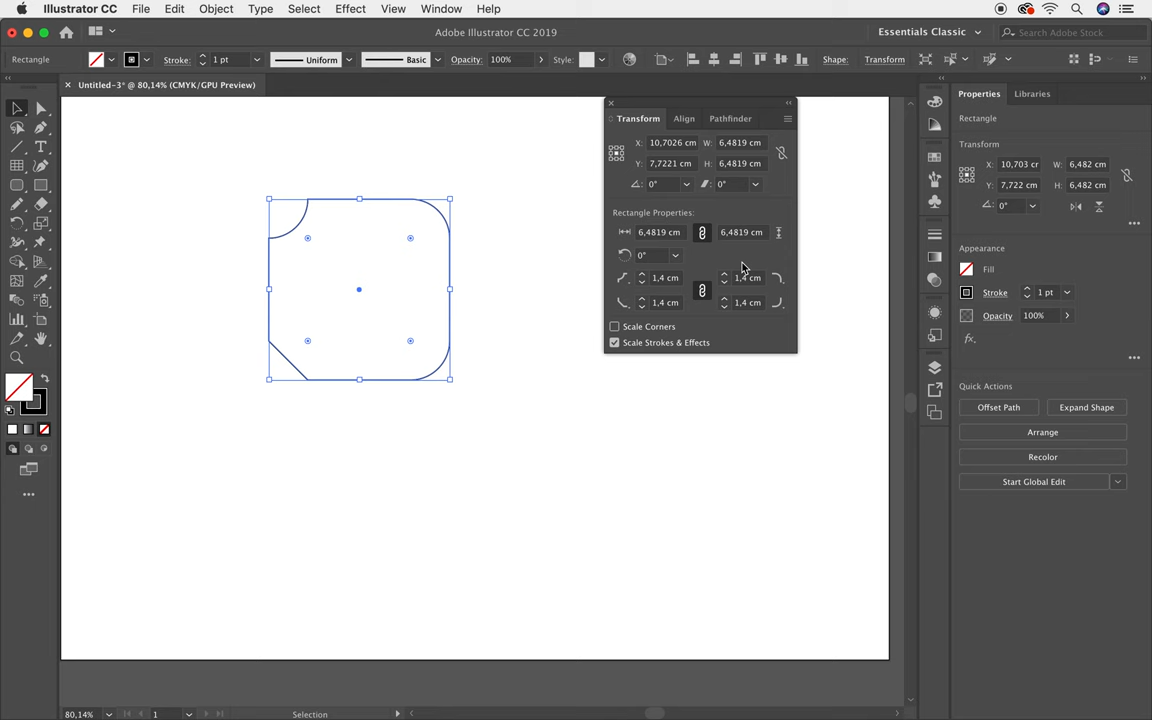 Illustrator CC File Edit Object Type Select Effect View Window Help
Adobe Illustrator CC 2019
Essentials Classic
Search Adobe Stock
Rectangle
Stroke:
1 pt
Uniform
Basic
Opacity:
100%
Style:
Shape:
Transform
× Untitled-3* @ 80,14% (CMYK/GPU Preview)
Transform
Align
Pathfinder
X: 10,7026 cm
W: 6,4819 cm
Y: 7,7221 cm
H: 6,4819 cm
0°
0°
Rectangle Properties:
6,4819 cm
6,4819 cm
0°
1,4 cm
1,4 cm
1,4 cm
1,4 cm
Scale Corners
Scale Strokes & Effects
Properties
Libraries
Rectangle
Transform
X: 10,703 cr
W: 6,482 cm
Y: 7,722 cm
H: 6,482 cm
0°
Appearance
Fill
Stroke
1 pt
Opacity
100%
fx.
Quick Actions
Offset Path
Expand Shape
Arrange
Recolor
Start Global Edit
80,14%
1
Selection